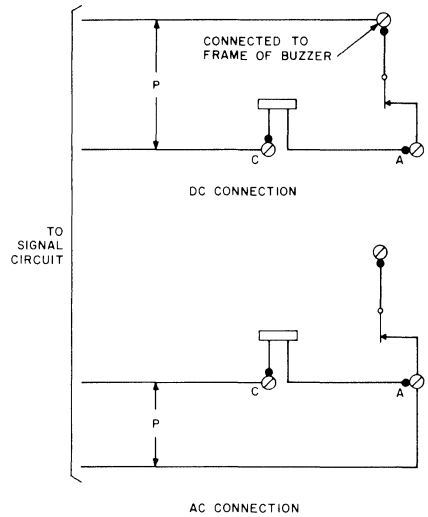 CONNECTED TO
FRAME OF BUZZER
P
C
A
DC CONNECTION
TO
SIGNAL
CIRCUIT
C
A
P
AC CONNECTION